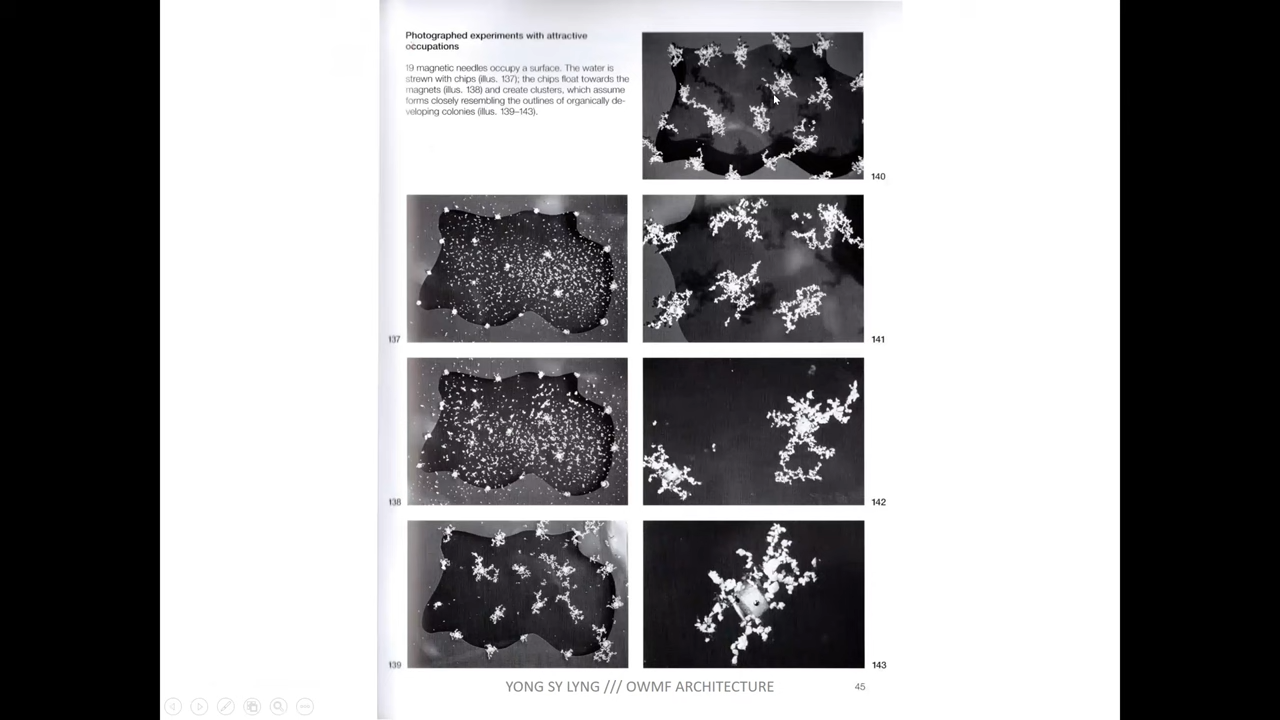 Photographed experiments with attractive
occupations
19 magnetic needles occupy a surface. The water is
strewn with chips (illus. 137); the chips float towards the
magnets (illus. 138) and create clusters, which assume
forms closely resembling the outlines of organically de-
veloping colonies (illus. 139–143).
140
137
141
138
142
139
143
YONG SY LYNG /// OWMF ARCHITECTURE
45